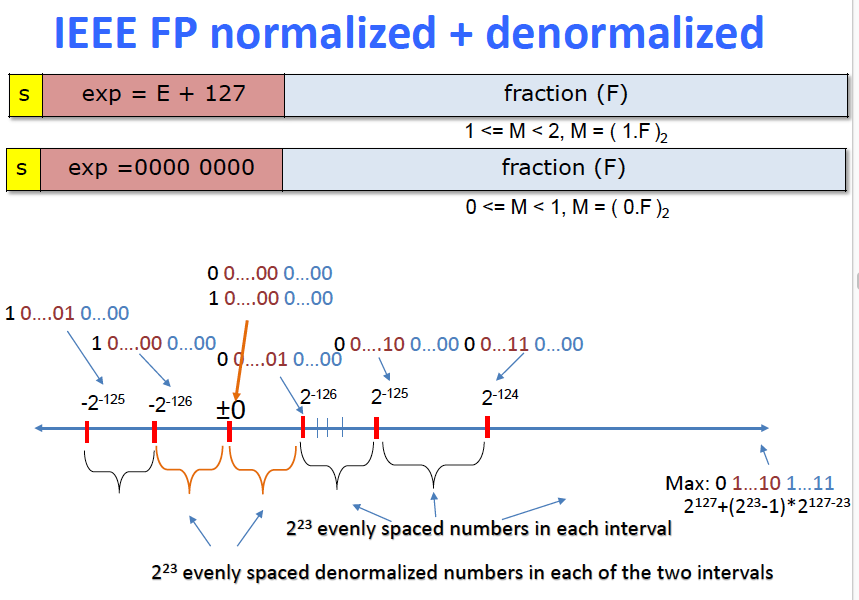 IEEE FP normalized + denormalized
s exp = E + 127 fraction (F)
1 <= M < 2, M = ( 1.F )₂
s exp =0000 0000 fraction (F)
0 <= M < 1, M = ( 0.F )₂
0 0....00 0...00
1 0....00 0...00
1 0....01 0...00
1 0....00 0...00
0 0....01 0...00
0 0....10 0...00
0 0...11 0...00
-2⁻¹²⁵
-2⁻¹²⁶
±0
2⁻¹²⁶
2⁻¹²⁵
2⁻¹²⁴
Max: 0 1...10 1...11
2¹²⁷+(2²³-1)*2¹²⁷⁻²³
2²³ evenly spaced numbers in each interval
2²³ evenly spaced denormalized numbers in each of the two intervals